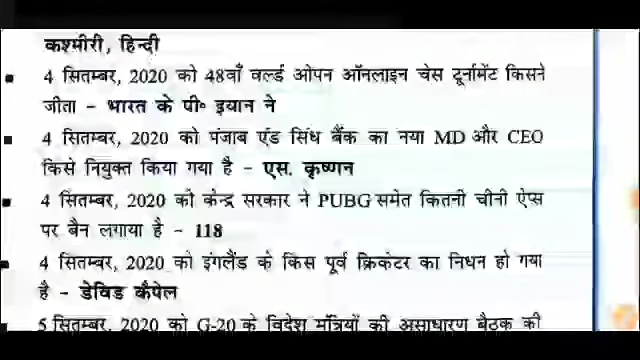 कश्मीरी, हिन्दी
4 सितम्बर, 2020 को 48वाँ वर्ल्ड ओपन ऑनलाइन चेस टूर्नामेंट किसने
जीता – भारत के पी॰ इयान ने
4 सितम्बर, 2020 को पंजाब एंड सिंध बैंक का नया MD और CEO
किसे नियुक्त किया गया है – एस. कृष्णन
4 सितम्बर, 2020 को केन्द्र सरकार ने PUBG समेत कितनी चीनी ऐप्स
पर बैन लगाया है – 118
4 सितम्बर, 2020 को इंगलैंड के किस पूर्व क्रिकेटर का निधन हो गया
है – डेविड कैपेल
5 सितम्बर, 2020 को G-20 के विदेश मंत्रियों की असाधारण बैठक की